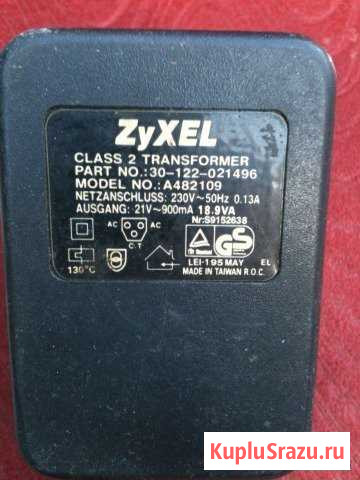 ZyXEL
CLASS 2 TRANSFORMER
PART NO.:30-122-021496
MODEL NO.:A482109
NETZANSCHLUSS: 230V~50Hz 0.13A
AUSGANG: 21V~900mA 18.9VA
Nr:S9152638
AC AC
C.T
130°C
GS
LEI-195 MAY EL
MADE IN TAIWAN R.O.C.
KupluSrazu.ru